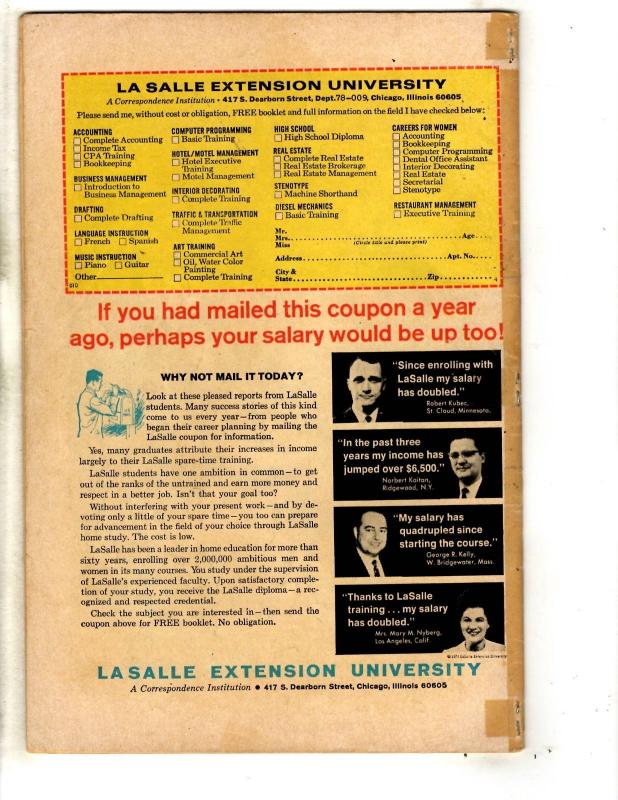 LA SALLE EXTENSION UNIVERSITY
A Correspondence Institution • 417 S. Dearborn Street, Dept.78-009, Chicago, Illinois 60605
Please send me, without cost or obligation, FREE booklet and full information on the field I have checked below:
ACCOUNTING
Complete Accounting
Income Tax
CPA Training
Bookkeeping
BUSINESS MANAGEMENT
Introduction to
Business Management
DRAFTING
Complete Drafting
LANGUAGE INSTRUCTION
French Spanish
MUSIC INSTRUCTION
Piano Guitar
Other
010
COMPUTER PROGRAMMING
Basic Training
HOTEL/MOTEL MANAGEMENT
Hotel Executive
Training
Motel Management
INTERIOR DECORATING
Complete Training
TRAFFIC & TRANSPORTATION
Complete Traffic
Management
ART TRAINING
Commercial Art
Oil, Water Color
Painting
Complete Training
HIGH SCHOOL
High School Diploma
REAL ESTATE
Complete Real Estate
Real Estate Brokerage
Real Estate Management
STENOTYPE
Machine Shorthand
DIESEL MECHANICS
Basic Training
CAREERS FOR WOMEN
Accounting
Bookkeeping
Computer Programming
Dental Office Assistant
Interior Decorating
Real Estate
Secretarial
Stenotype
RESTAURANT MANAGEMENT
Executive Training
Mr.
Mrs. Age
Miss (Circle title and please print)
Address Apt. No.
City &
State Zip
If you had mailed this coupon a year
ago, perhaps your salary would be up too!
WHY NOT MAIL IT TODAY?
Look at these pleased reports from LaSalle
students. Many success stories of this kind
come to us every year—from people who
began their career planning by mailing the
LaSalle coupon for information.
Yes, many graduates attribute their increases in income
largely to their LaSalle spare-time training.
LaSalle students have one ambition in common—to get
out of the ranks of the untrained and earn more money and
respect in a better job. Isn't that your goal too?
Without interfering with your present work—and by de-
voting only a little of your spare time—you too can prepare
for advancement in the field of your choice through LaSalle
home study. The cost is low.
LaSalle has been a leader in home education for more than
sixty years, enrolling over 2,000,000 ambitious men and
women in its many courses. You study under the supervision
of LaSalle's experienced faculty. Upon satisfactory comple-
tion of your study, you receive the LaSalle diploma—a rec-
ognized and respected credential.
Check the subject you are interested in—then send the
coupon above for FREE booklet. No obligation.
"Since enrolling with
LaSalle my salary
has doubled."
Robert Kubec,
St. Cloud, Minnesota.
"In the past three
years my income has
jumped over $6,500."
Norbert Kaitan,
Ridgewood, N.Y.
"My salary has
quadrupled since
starting the course."
George R. Kelly,
W. Bridgewater, Mass.
"Thanks to LaSalle
training . . . my salary
has doubled."
Mrs. Mary M. Nyberg,
Los Angeles, Calif.
LaSalle Extension University
LA SALLE EXTENSION UNIVERSITY
A Correspondence Institution • 417 S. Dearborn Street, Chicago, Illinois 60605